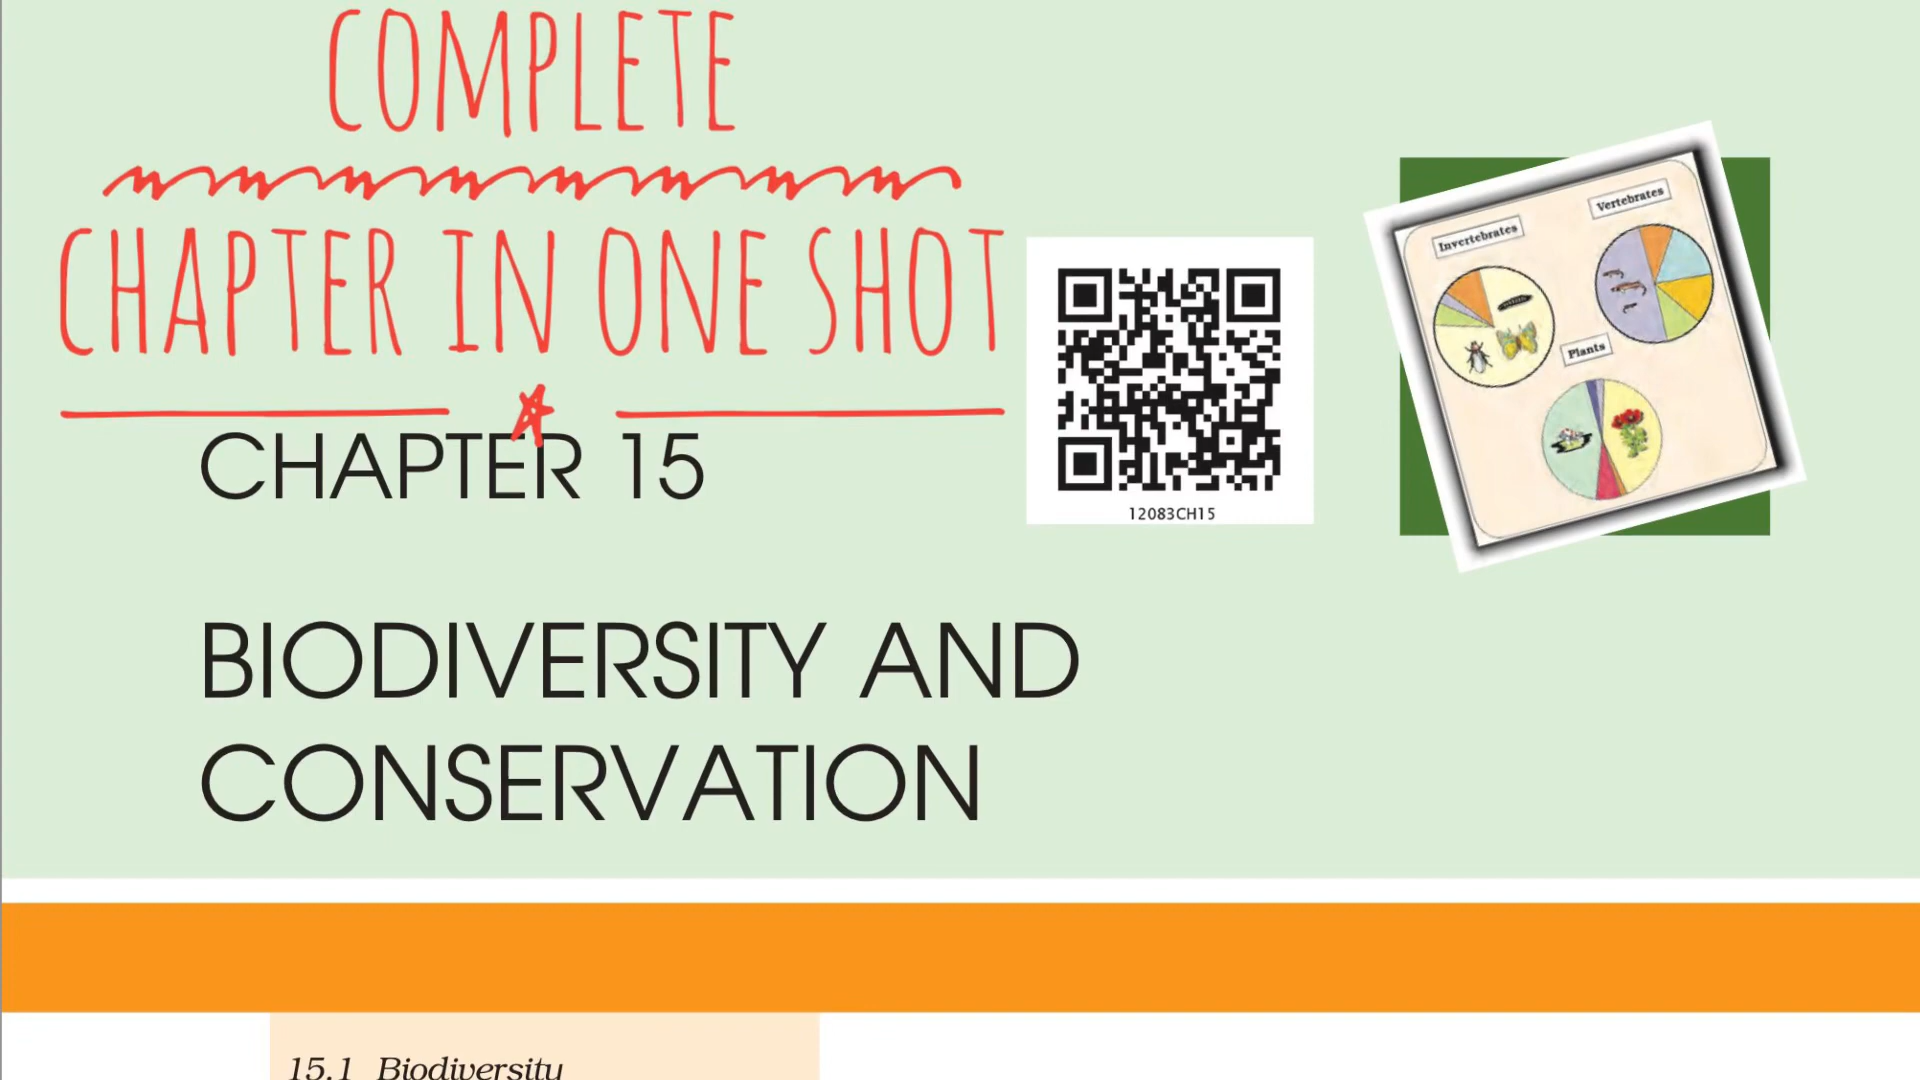 COMPLETE
CHAPTER IN ONE SHOT
CHAPTER 15
12083CH15
Invertebrates
Vertebrates
Plants
BIODIVERSITY AND
CONSERVATION
15.1 Biodiversity